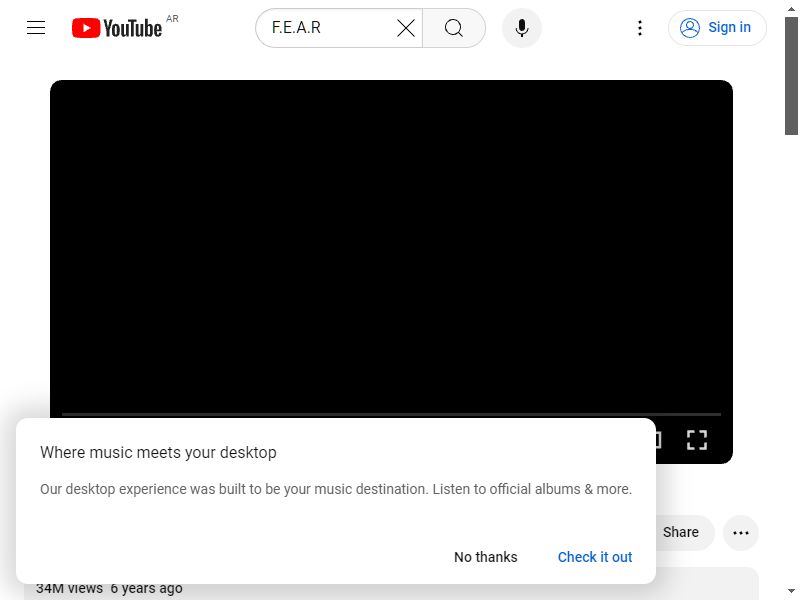 YouTube AR
F.E.A.R
Sign in
Where music meets your desktop
Our desktop experience was built to be your music destination. Listen to official albums & more.
Share
No thanks
Check it out
34M views 6 years ago